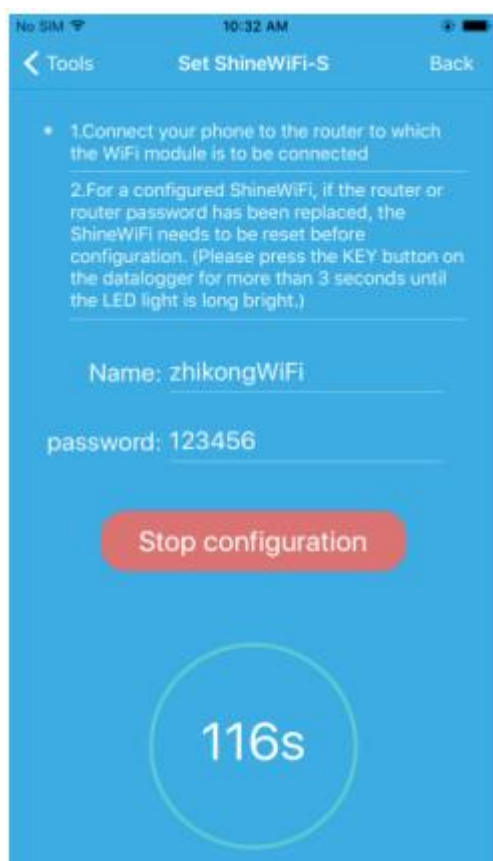 No SIM 10:32 AM
Tools Set ShineWiFi-S Back
1.Connect your phone to the router to which
the WiFi module is to be connected
2.For a configured ShineWiFi, if the router or
router password has been replaced, the
ShineWiFi needs to be reset before
configuration. (Please press the KEY button on
the datalogger for more than 3 seconds until
the LED light is long bright.)
Name: zhikongWiFi
password: 123456
Stop configuration
116s